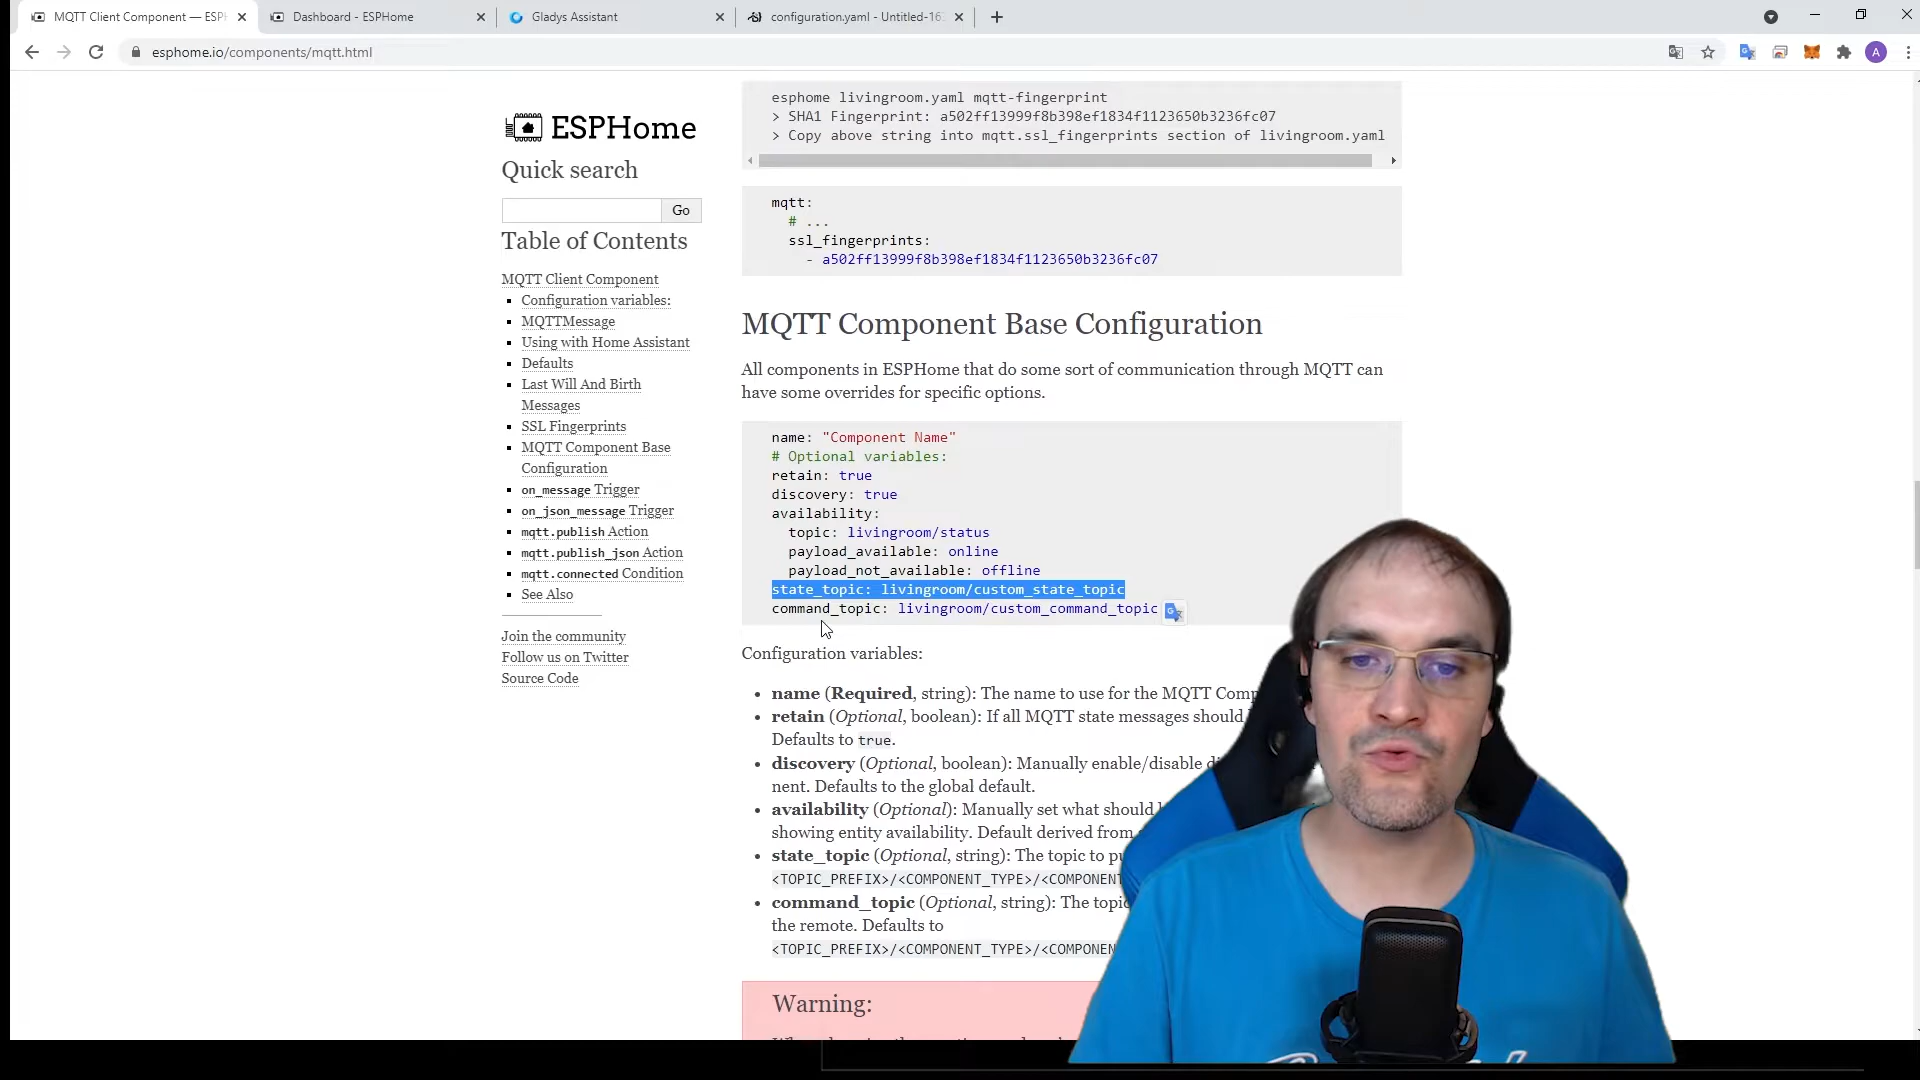 MQTT Client Component — ESPH
Dashboard - ESPHome
Gladys Assistant
configuration.yaml - Untitled-163
esphome.io/components/mqtt.html
A
ESPHome
Quick search
Go
Table of Contents
MQTT Client Component
Configuration variables:
MQTTMessage
Using with Home Assistant
Defaults
Last Will And Birth
Messages
SSL Fingerprints
MQTT Component Base
Configuration
on_message Trigger
on_json_message Trigger
mqtt.publish Action
mqtt.publish_json Action
mqtt.connected Condition
See Also
Join the community
Follow us on Twitter
Source Code
esphome livingroom.yaml mqtt-fingerprint
> SHA1 Fingerprint: a502ff13999f8b398ef1834f1123650b3236fc07
> Copy above string into mqtt.ssl_fingerprints section of livingroom.yaml
mqtt:
# ...
ssl_fingerprints:
- a502ff13999f8b398ef1834f1123650b3236fc07
MQTT Component Base Configuration
All components in ESPHome that do some sort of communication through MQTT can
have some overrides for specific options.
name: "Component Name"
# Optional variables:
retain: true
discovery: true
availability:
topic: livingroom/status
payload_available: online
payload_not_available: offline
state_topic: livingroom/custom_state_topic
command_topic: livingroom/custom_command_topic
Configuration variables:
name (Required, string): The name to use for the MQTT Comp
retain (Optional, boolean): If all MQTT state messages should
Defaults to true.
discovery (Optional, boolean): Manually enable/disable di
nent. Defaults to the global default.
availability (Optional): Manually set what should
showing entity availability. Default derived from
state_topic (Optional, string): The topic to pu
<TOPIC_PREFIX>/<COMPONENT_TYPE>/<COMPONENT
command_topic (Optional, string): The topic
the remote. Defaults to
<TOPIC_PREFIX>/<COMPONENT_TYPE>/<COMPONEN
Warning: